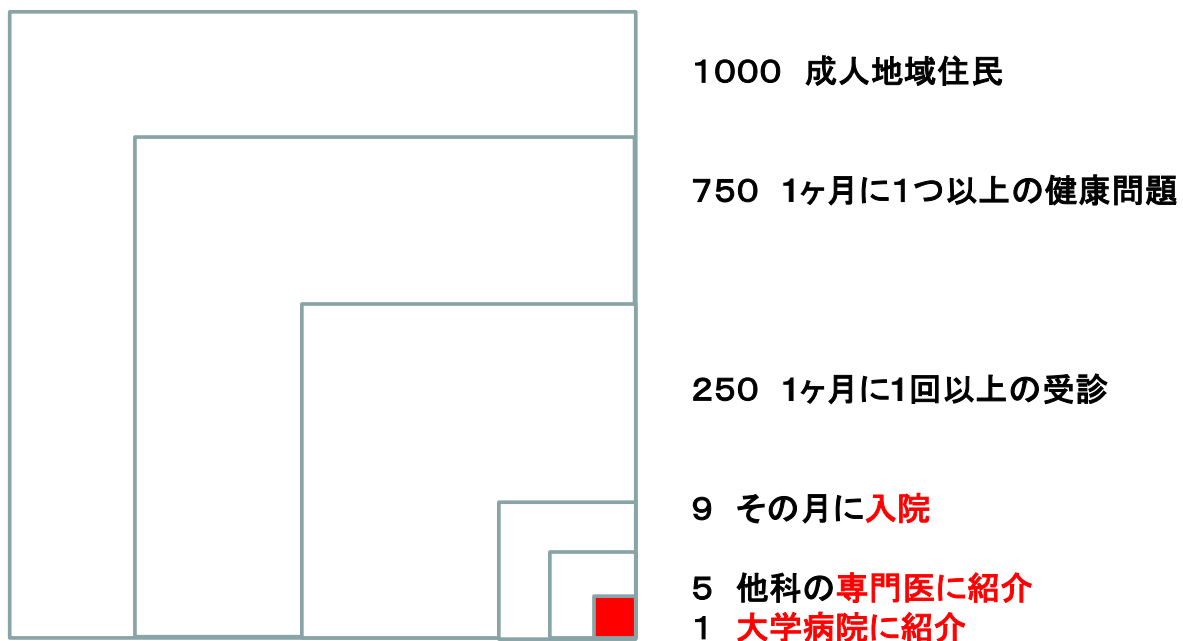 1000 成人地域住民
750 1ヶ月に1つ以上の健康問題
250 1ヶ月に1回以上の受診
9 その月に入院
5 他科の専門医に紹介
1 大学病院に紹介